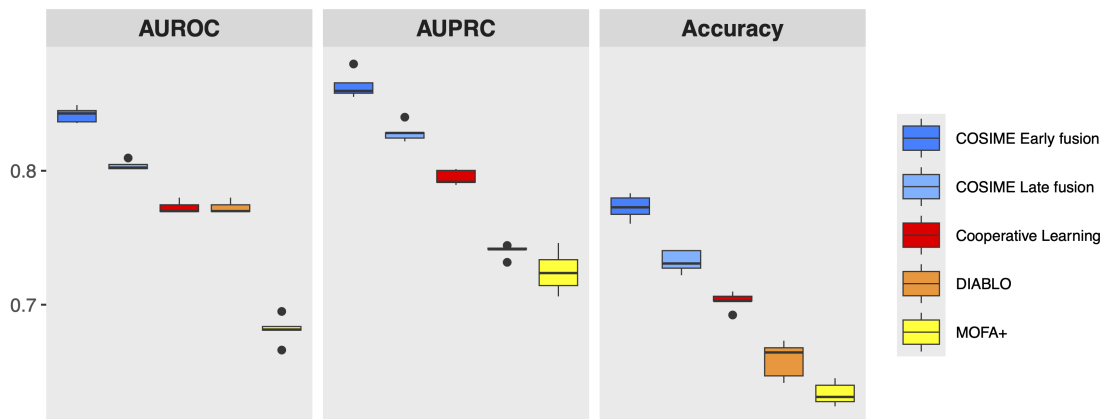 AUROC
AUPRC
Accuracy
0.8
0.7
COSIME Early fusion
COSIME Late fusion
Cooperative Learning
DIABLO
MOFA+